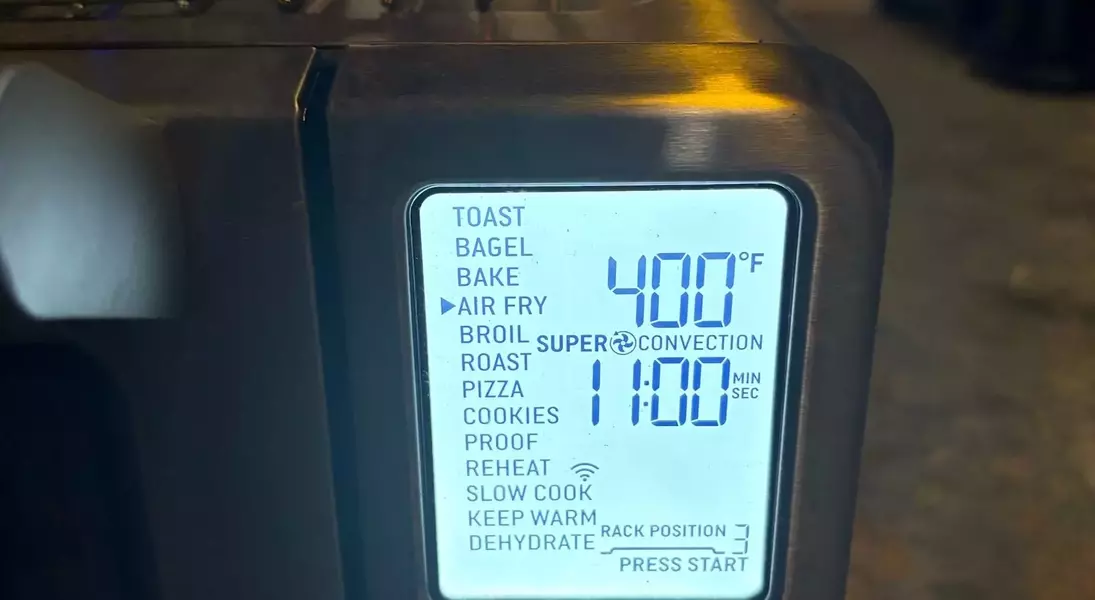 TOAST
BAGEL
BAKE
▶AIR FRY
BROIL
ROAST
PIZZA
COOKIES
PROOF
REHEAT
SLOW COOK
KEEP WARM
DEHYDRATE
400°F
SUPER CONVECTION
11:00 MIN SEC
RACK POSITION 3
PRESS START